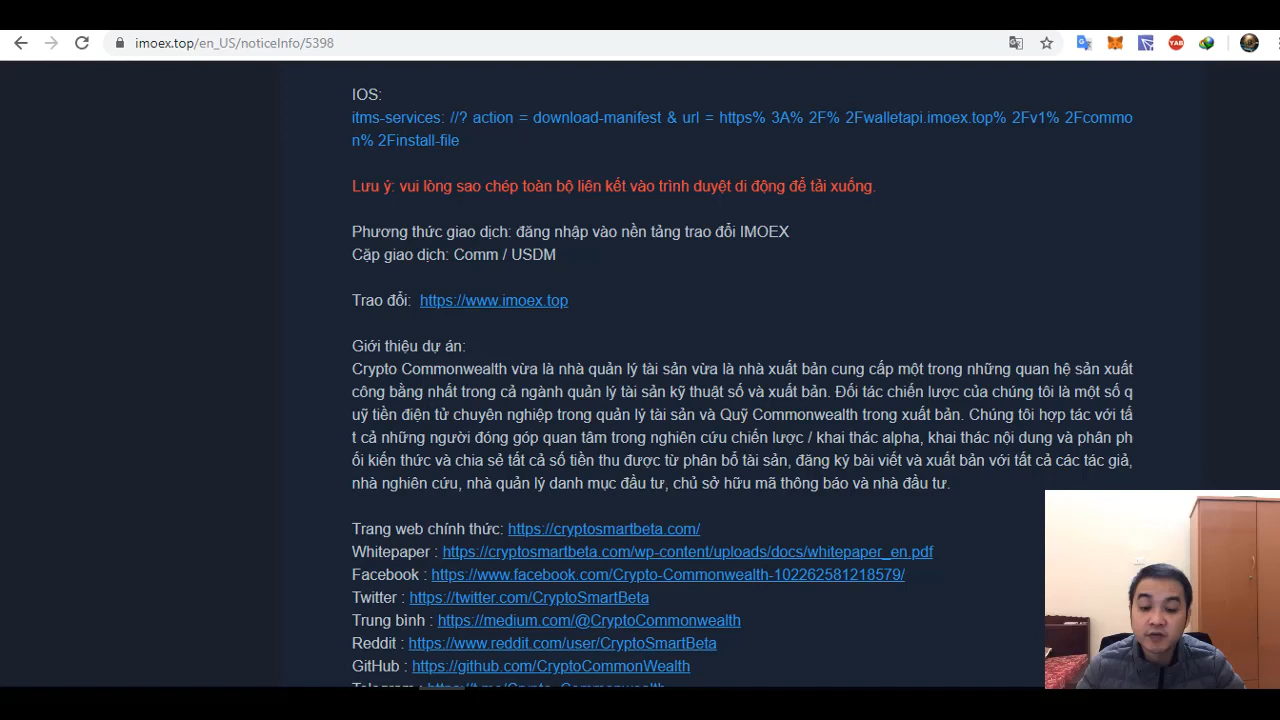 imoex.top/en_US/noticeInfo/5398
YAB
IOS:
itms-services: //? action = download-manifest & url = https% 3A% 2F% 2Fwalletapi.imoex.top% 2Fv1% 2Fcommo
n% 2Finstall-file
Lưu ý: vui lòng sao chép toàn bộ liên kết vào trình duyệt di động để tải xuống.
Phương thức giao dịch: đăng nhập vào nền tảng trao đổi IMOEX
Cặp giao dịch: Comm / USDM
Trao đổi: https://www.imoex.top
Giới thiệu dự án:
Crypto Commonwealth vừa là nhà quản lý tài sản vừa là nhà xuất bản cung cấp một trong những quan hệ sản xuất
công bằng nhất trong cả ngành quản lý tài sản kỹ thuật số và xuất bản. Đối tác chiến lược của chúng tôi là một số q
uỹ tiền điện tử chuyên nghiệp trong quản lý tài sản và Quỹ Commonwealth trong xuất bản. Chúng tôi hợp tác với tấ
t cả những người đóng góp quan tâm trong nghiên cứu chiến lược / khai thác alpha, khai thác nội dung và phân ph
ối kiến thức và chia sẻ tất cả số tiền thu được từ phân bổ tài sản, đăng ký bài viết và xuất bản với tất cả các tác giả,
nhà nghiên cứu, nhà quản lý danh mục đầu tư, chủ sở hữu mã thông báo và nhà đầu tư.
Trang web chính thức: https://cryptosmartbeta.com/
Whitepaper : https://cryptosmartbeta.com/wp-content/uploads/docs/whitepaper_en.pdf
Facebook : https://www.facebook.com/Crypto-Commonwealth-102262581218579/
Twitter : https://twitter.com/CryptoSmartBeta
Trung bình : https://medium.com/@CryptoCommonwealth
Reddit : https://www.reddit.com/user/CryptoSmartBeta
GitHub : https://github.com/CryptoCommonWealth
Telegram : https://t.me/Crypto_Commonwealth